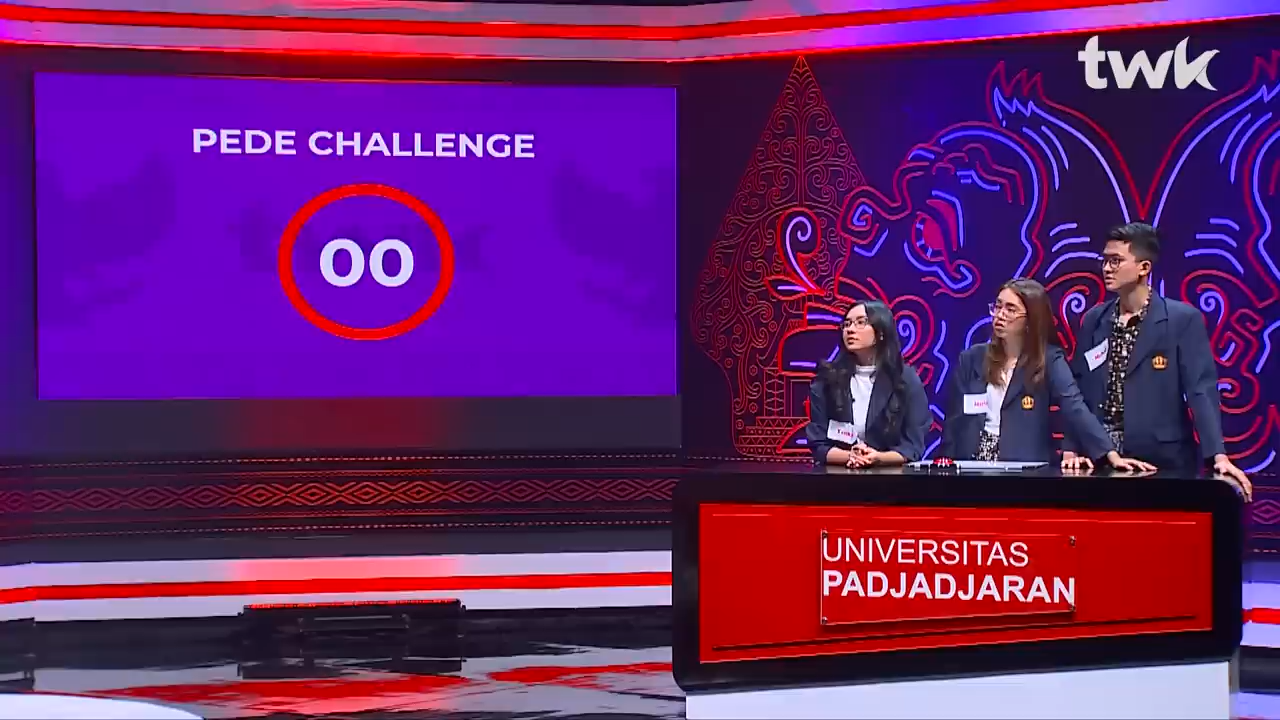 twk
PEDE CHALLENGE
00
UNIVERSITAS
PADJADJARAN